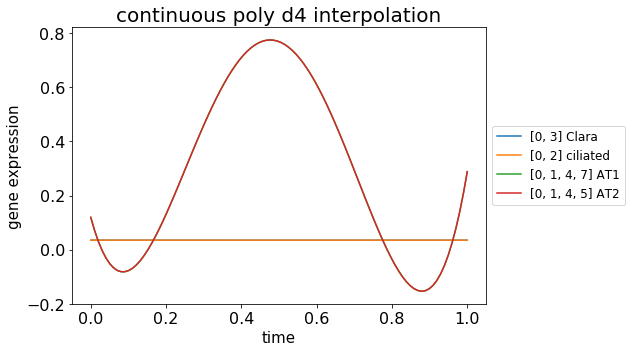 continuous poly d4 interpolation
gene expression
0.8
0.6
0.4
0.2
0.0
−0.2
0.0 0.2 0.4 0.6 0.8 1.0
time
[0, 3] Clara
[0, 2] ciliated
[0, 1, 4, 7] AT1
[0, 1, 4, 5] AT2